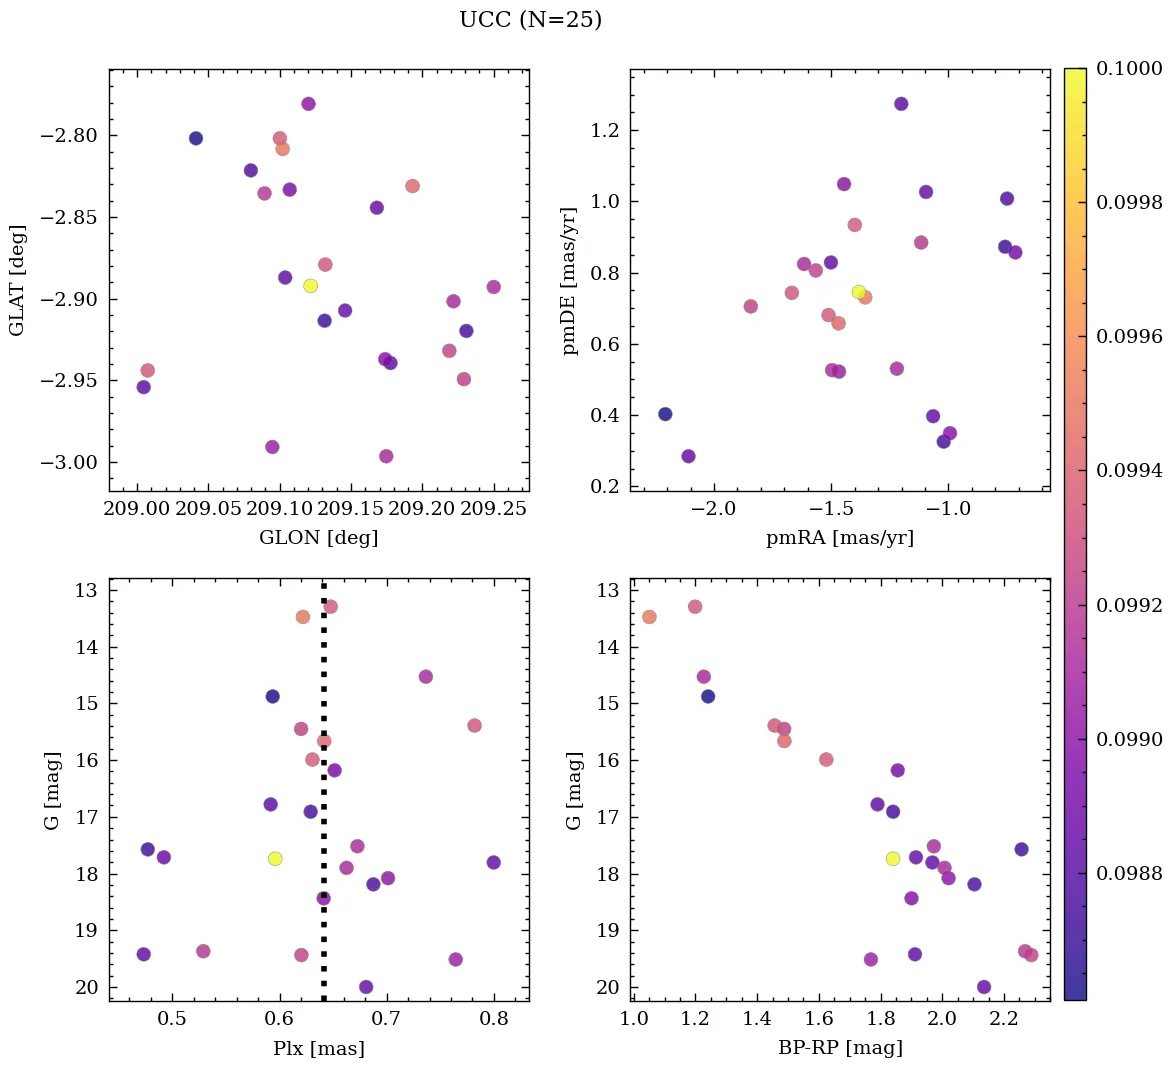 UCC (N=25)
−2.80
−2.85
−2.90
−2.95
−3.00
GLAT [deg]
209.00 209.05 209.10 209.15 209.20 209.25
GLON [deg]
1.2
1.0
0.8
0.6
0.4
0.2
pmDE [mas/yr]
−2.0 −1.5 −1.0
pmRA [mas/yr]
13
14
15
16
17
18
19
20
G [mag]
0.5 0.6 0.7 0.8
Plx [mas]
13
14
15
16
17
18
19
20
G [mag]
1.0 1.2 1.4 1.6 1.8 2.0 2.2
BP-RP [mag]
0.1000
0.0998
0.0996
0.0994
0.0992
0.0990
0.0988